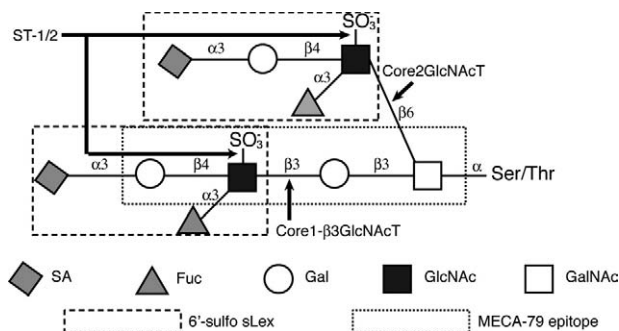 SO₃⁻
ST-1/2
α3
β4
α3
Core2GlcNAcT
β6
SO₃⁻
α3
β4
β3
β3
α
Ser/Thr
α3
Core1-β3GlcNAcT
SA
Fuc
Gal
GlcNAc
GalNAc
6'-sulfo sLex
MECA-79 epitope